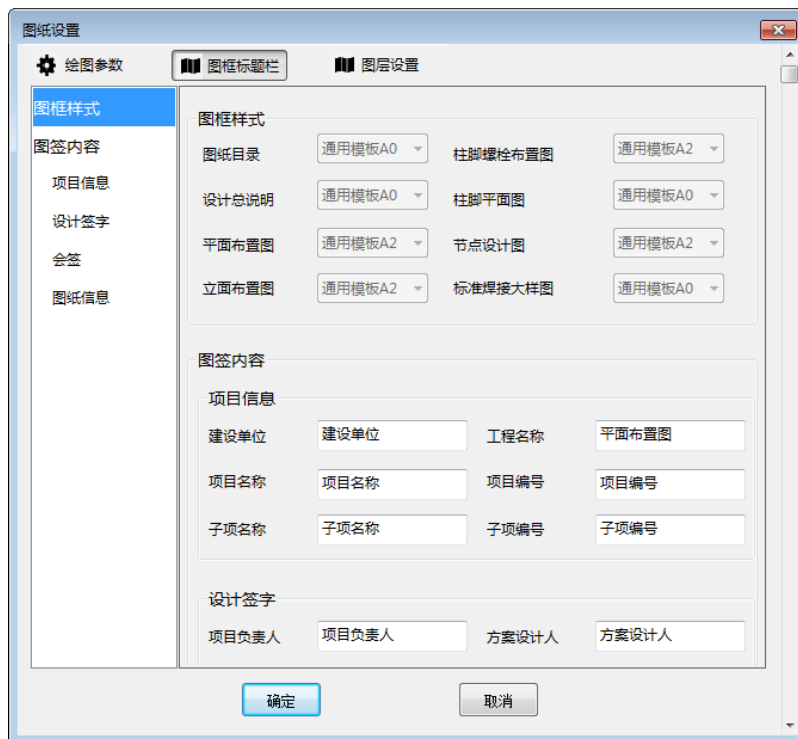 图纸设置
绘图参数 图框标题栏 图层设置
图框样式
图签内容
项目信息
设计签字
会签
图纸信息
图框样式
图纸目录 通用模板A0 柱脚螺栓布置图 通用模板A2
设计总说明 通用模板A0 柱脚平面图 通用模板A0
平面布置图 通用模板A2 节点设计图 通用模板A2
立面布置图 通用模板A2 标准焊接大样图 通用模板A0
图签内容
项目信息
建设单位 建设单位 工程名称 平面布置图
项目名称 项目名称 项目编号 项目编号
子项名称 子项名称 子项编号 子项编号
设计签字
项目负责人 项目负责人 方案设计人 方案设计人
确定 取消